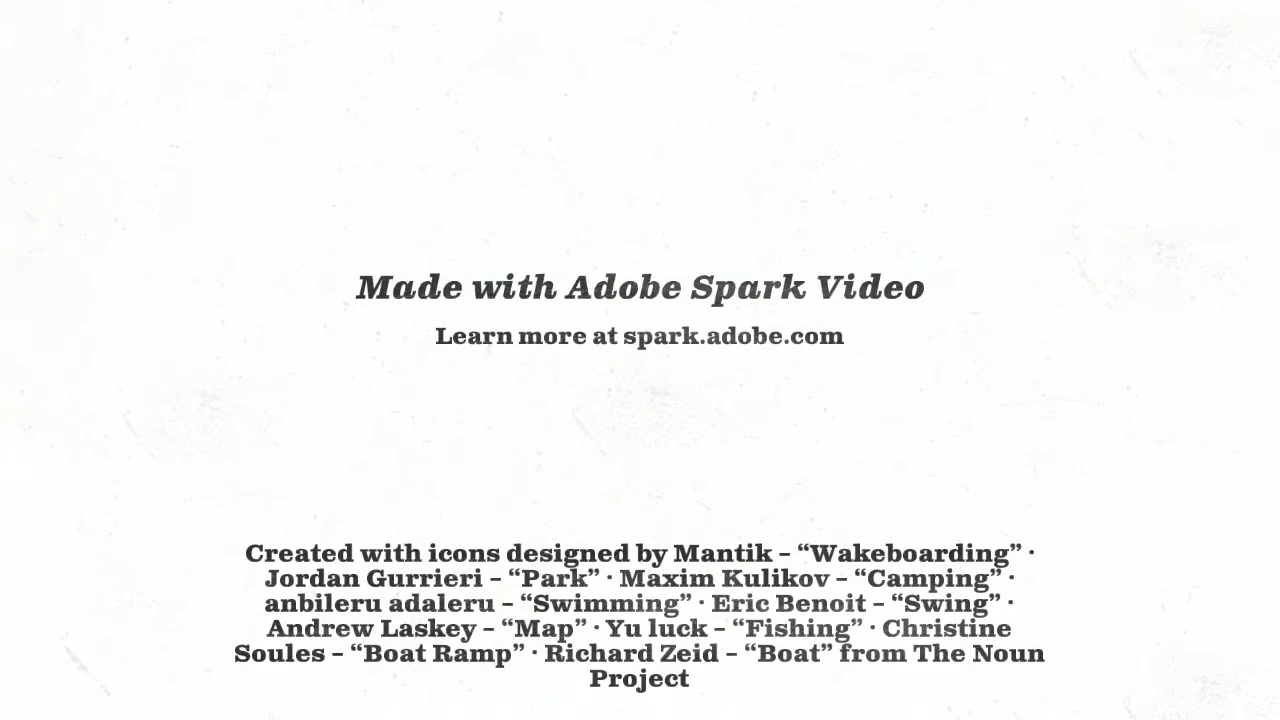 Made with Adobe Spark Video
Learn more at spark.adobe.com
Created with icons designed by Mantik – “Wakeboarding” ·
Jordan Gurrieri – “Park” · Maxim Kulikov – “Camping” ·
anbileru adaleru – “Swimming” · Eric Benoit – “Swing” ·
Andrew Laskey – “Map” · Yu luck – “Fishing” · Christine
Soules – “Boat Ramp” · Richard Zeid – “Boat” from The Noun
Project